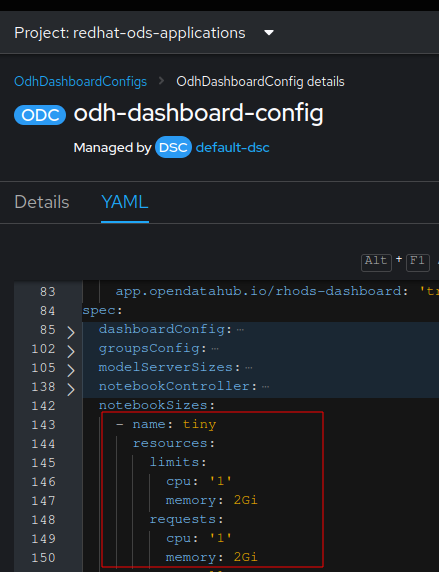 Project: redhat-ods-applications
OdhDashboardConfigs > OdhDashboardConfig details
ODC odh-dashboard-config
Managed by DSC default-dsc
Details YAML
Alt + F1
83 app.opendatahub.io/rhods-dashboard: 'tr
84 spec:
85 dashboardConfig: ⋯
102 groupsConfig: ⋯
105 modelServerSizes: ⋯
138 notebookController: ⋯
142 notebookSizes:
143 - name: tiny
144 resources:
145 limits:
146 cpu: '1'
147 memory: 2Gi
148 requests:
149 cpu: '1'
150 memory: 2Gi